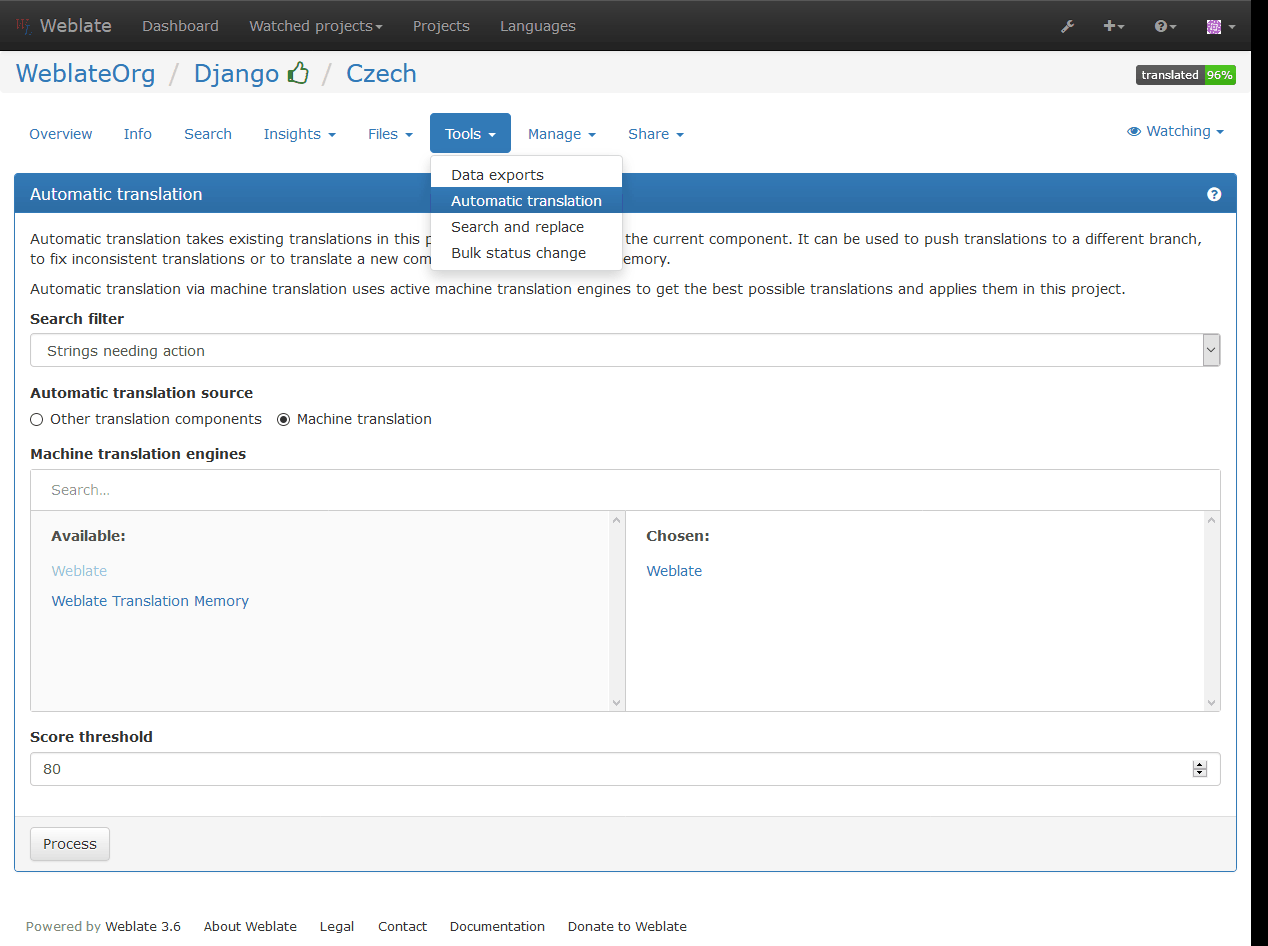 Weblate Dashboard Watched projects Projects Languages
WeblateOrg / Django / Czech
translated 96%
Overview Info Search Insights Files Tools Manage Share Watching
Data exports
Automatic translation
Search and replace
Bulk status change
Automatic translation
Automatic translation takes existing translations in this p the current component. It can be used to push translations to a different branch,
to fix inconsistent translations or to translate a new com emory.
Automatic translation via machine translation uses active machine translation engines to get the best possible translations and applies them in this project.
Search filter
Strings needing action
Automatic translation source
Other translation components Machine translation
Machine translation engines
Search...
Available:
Weblate
Weblate Translation Memory
Chosen:
Weblate
Score threshold
80
Process
Powered by Weblate 3.6 About Weblate Legal Contact Documentation Donate to Weblate